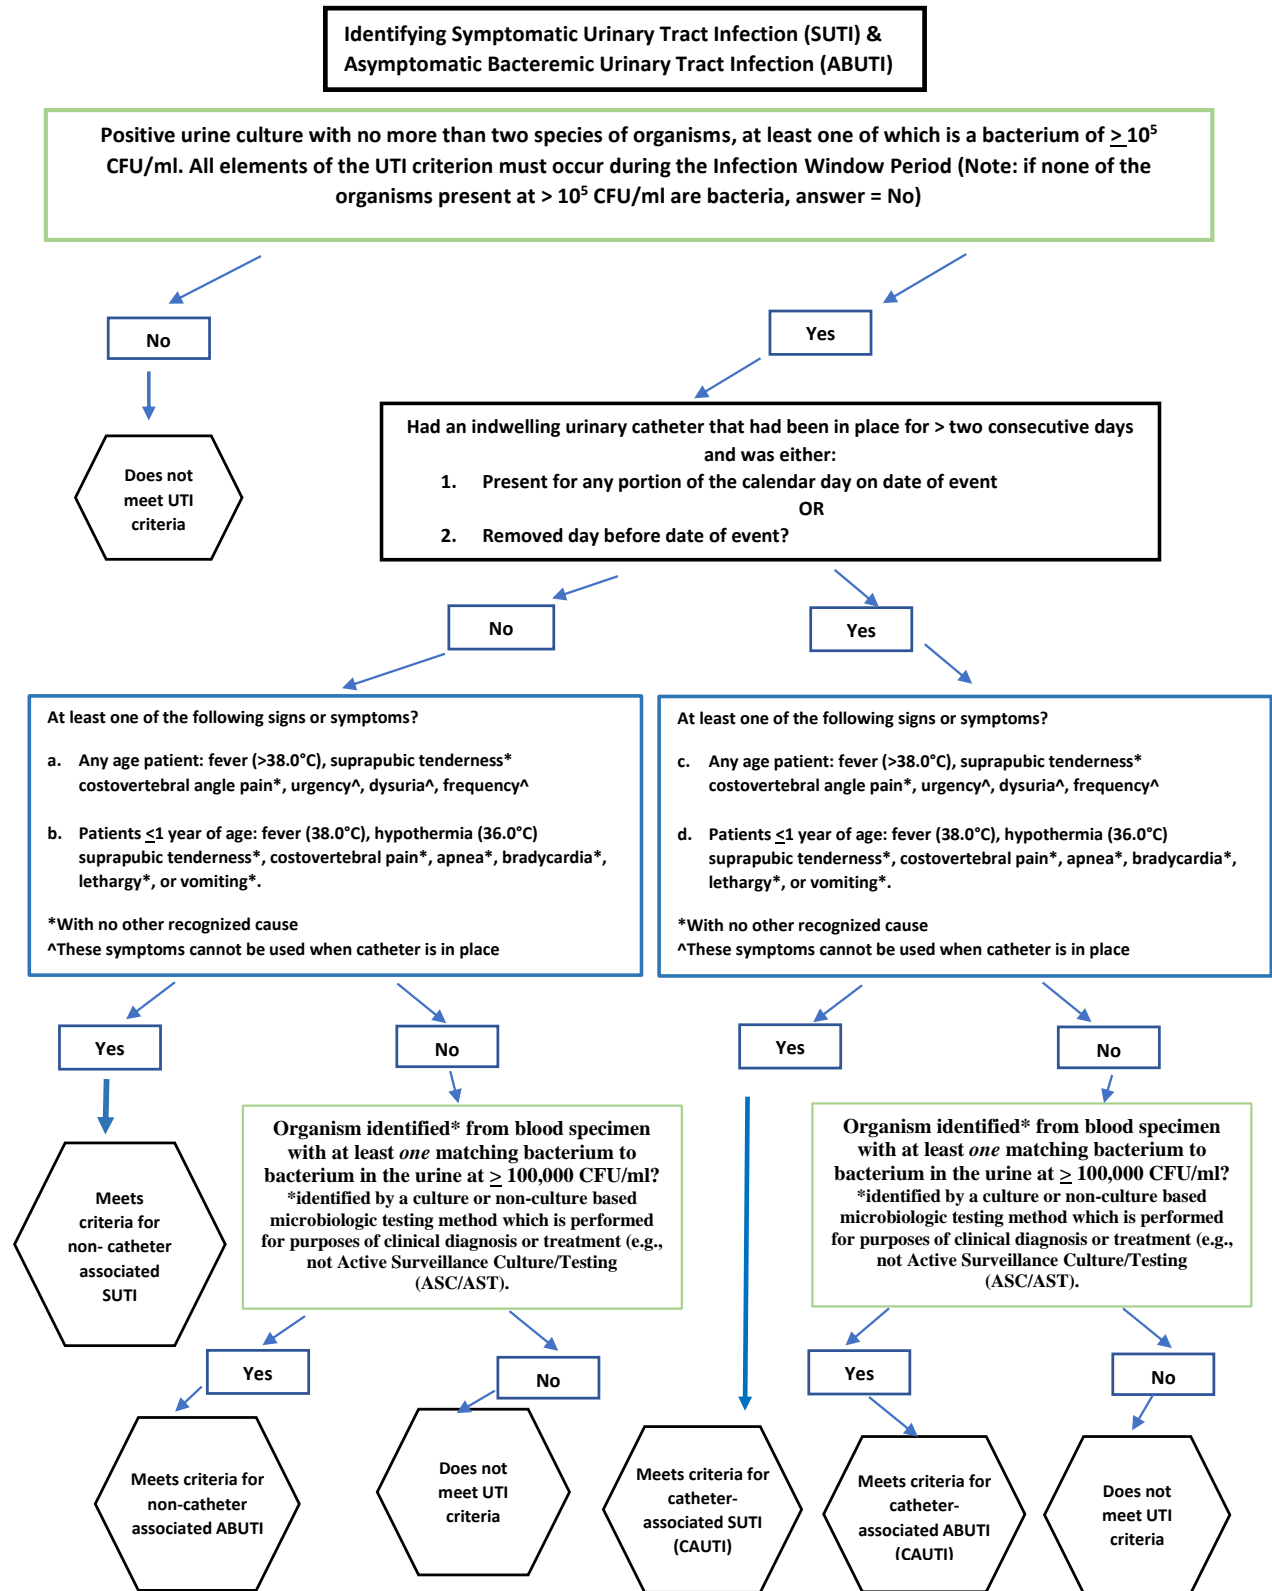 Identifying Symptomatic Urinary Tract Infection (SUTI) &
Asymptomatic Bacteremic Urinary Tract Infection (ABUTI)
Positive urine culture with no more than two species of organisms, at least one of which is a bacterium of ≥ 10⁵
CFU/ml. All elements of the UTI criterion must occur during the Infection Window Period (Note: if none of the
organisms present at > 10⁵ CFU/ml are bacteria, answer = No)
No
Yes
Does not
meet UTI
criteria
Had an indwelling urinary catheter that had been in place for > two consecutive days
and was either:
1. Present for any portion of the calendar day on date of event
OR
2. Removed day before date of event?
No
Yes
At least one of the following signs or symptoms?
a. Any age patient: fever (>38.0°C), suprapubic tenderness*
costovertebral angle pain*, urgency^, dysuria^, frequency^
b. Patients ≤1 year of age: fever (38.0°C), hypothermia (36.0°C)
suprapubic tenderness*, costovertebral pain*, apnea*, bradycardia*,
lethargy*, or vomiting*.
*With no other recognized cause
^These symptoms cannot be used when catheter is in place
At least one of the following signs or symptoms?
c. Any age patient: fever (>38.0°C), suprapubic tenderness*
costovertebral angle pain*, urgency^, dysuria^, frequency^
d. Patients ≤1 year of age: fever (38.0°C), hypothermia (36.0°C)
suprapubic tenderness*, costovertebral pain*, apnea*, bradycardia*,
lethargy*, or vomiting*.
*With no other recognized cause
^These symptoms cannot be used when catheter is in place
Yes
No
Yes
No
Meets
criteria for
non- catheter
associated
SUTI
Organism identified* from blood specimen
with at least one matching bacterium to
bacterium in the urine at ≥ 100,000 CFU/ml?
*identified by a culture or non-culture based
microbiologic testing method which is performed
for purposes of clinical diagnosis or treatment (e.g.,
not Active Surveillance Culture/Testing
(ASC/AST).
Organism identified* from blood specimen
with at least one matching bacterium to
bacterium in the urine at ≥ 100,000 CFU/ml?
*identified by a culture or non-culture based
microbiologic testing method which is performed
for purposes of clinical diagnosis or treatment (e.g.,
not Active Surveillance Culture/Testing
(ASC/AST).
Yes
No
Yes
No
Meets criteria for
non-catheter
associated ABUTI
Does not
meet UTI
criteria
Meets criteria for
catheter-
associated SUTI
(CAUTI)
Meets criteria for
catheter-
associated ABUTI
(CAUTI)
Does not
meet UTI
criteria